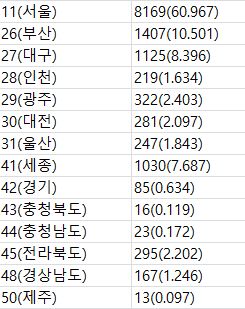 11(서울) 8169(60.967)
26(부산) 1407(10.501)
27(대구) 1125(8.396)
28(인천) 219(1.634)
29(광주) 322(2.403)
30(대전) 281(2.097)
31(울산) 247(1.843)
41(세종) 1030(7.687)
42(경기) 85(0.634)
43(충청북도) 16(0.119)
44(충청남도) 23(0.172)
45(전라북도) 295(2.202)
48(경상남도) 167(1.246)
50(제주) 13(0.097)